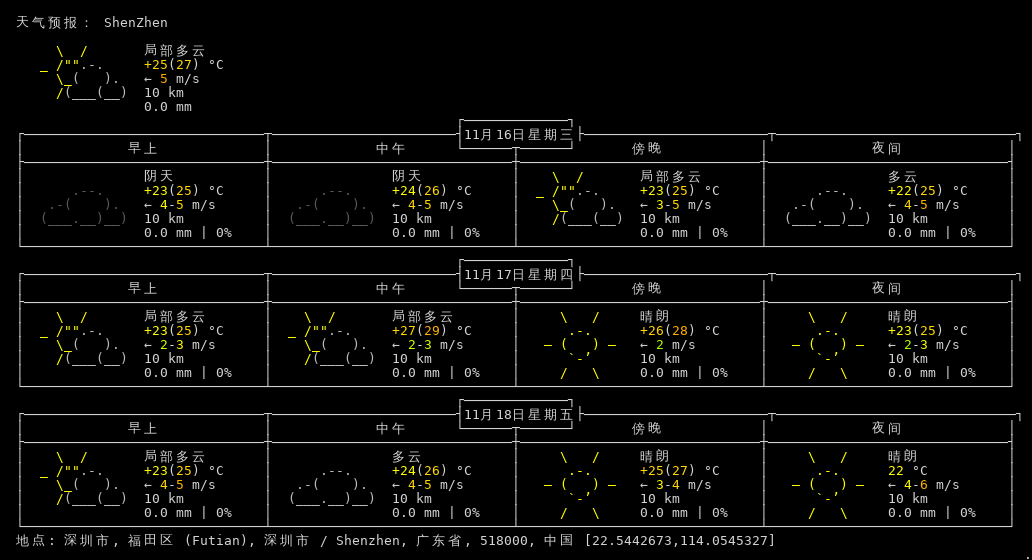 天气预报: ShenZhen
局部多云
+25(27) °C
← 5 m/s
10 km
0.0 mm
11月16日星期三
早上 中午 傍晚 夜间
阴天 阴天 局部多云 多云
+23(25) °C +24(26) °C +23(25) °C +22(25) °C
← 4-5 m/s ← 4-5 m/s ← 3-5 m/s ← 4-5 m/s
10 km 10 km 10 km 10 km
0.0 mm | 0% 0.0 mm | 0% 0.0 mm | 0% 0.0 mm | 0%
11月17日星期四
早上 中午 傍晚 夜间
局部多云 局部多云 晴朗 晴朗
+23(25) °C +27(29) °C +26(28) °C +23(25) °C
← 2-3 m/s ← 2-3 m/s ← 2 m/s ← 2-3 m/s
10 km 10 km 10 km 10 km
0.0 mm | 0% 0.0 mm | 0% 0.0 mm | 0% 0.0 mm | 0%
11月18日星期五
早上 中午 傍晚 夜间
局部多云 多云 晴朗 晴朗
+23(25) °C +24(26) °C +25(27) °C 22 °C
← 4-5 m/s ← 4-5 m/s ← 3-4 m/s ← 4-6 m/s
10 km 10 km 10 km 10 km
0.0 mm | 0% 0.0 mm | 0% 0.0 mm | 0% 0.0 mm | 0%
地点: 深圳市, 福田区 (Futian), 深圳市 / Shenzhen, 广东省, 518000, 中国 [22.5442673,114.0545327]